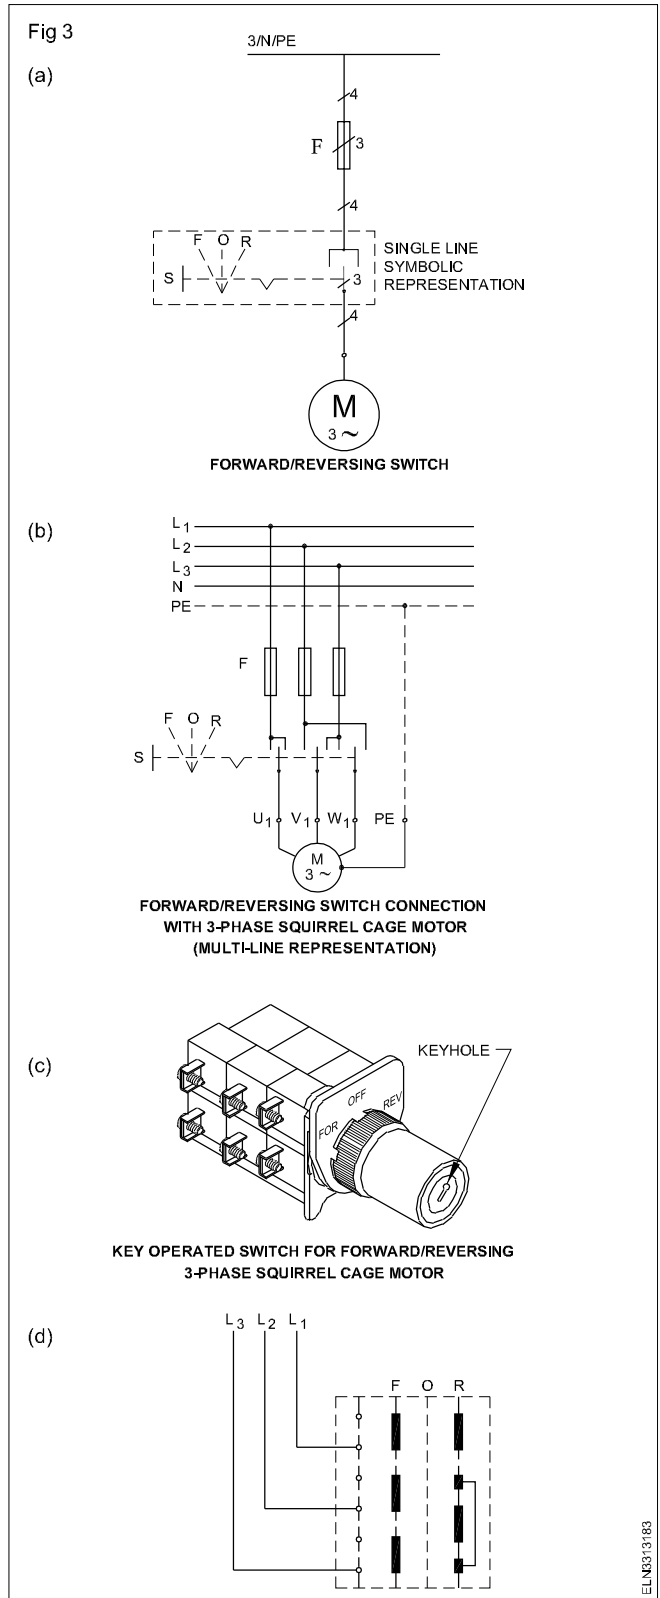 Fig 3
(a)
3/N/PE
4
F 3
4
F O R
S
3
SINGLE LINE
SYMBOLIC
REPRESENTATION
4
M
3 ~
FORWARD/REVERSING SWITCH
(b)
L1
L2
L3
N
PE
F
F O R
S
U1 V1 W1 PE
M
3 ~
FORWARD/REVERSING SWITCH CONNECTION
WITH 3-PHASE SQUIRREL CAGE MOTOR
(MULTI-LINE REPRESENTATION)
(c)
KEYHOLE
FOR OFF REV
KEY OPERATED SWITCH FOR FORWARD/REVERSING
3-PHASE SQUIRREL CAGE MOTOR
(d)
L3 L2 L1
F O R
ELN3313183